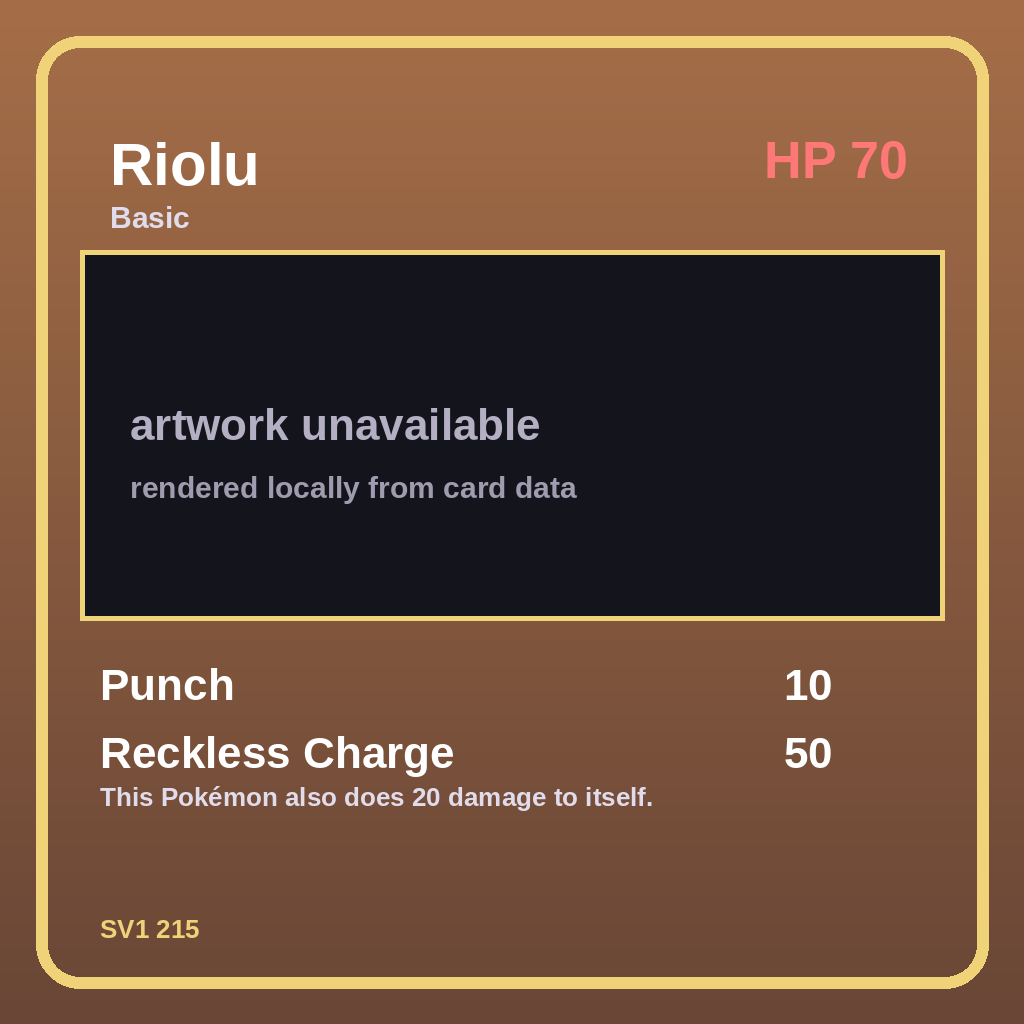 Riolu
HP 70
Basic
artwork unavailable
rendered locally from card data
Punch 10
Reckless Charge 50
This Pokémon also does 20 damage to itself.
SV1 215